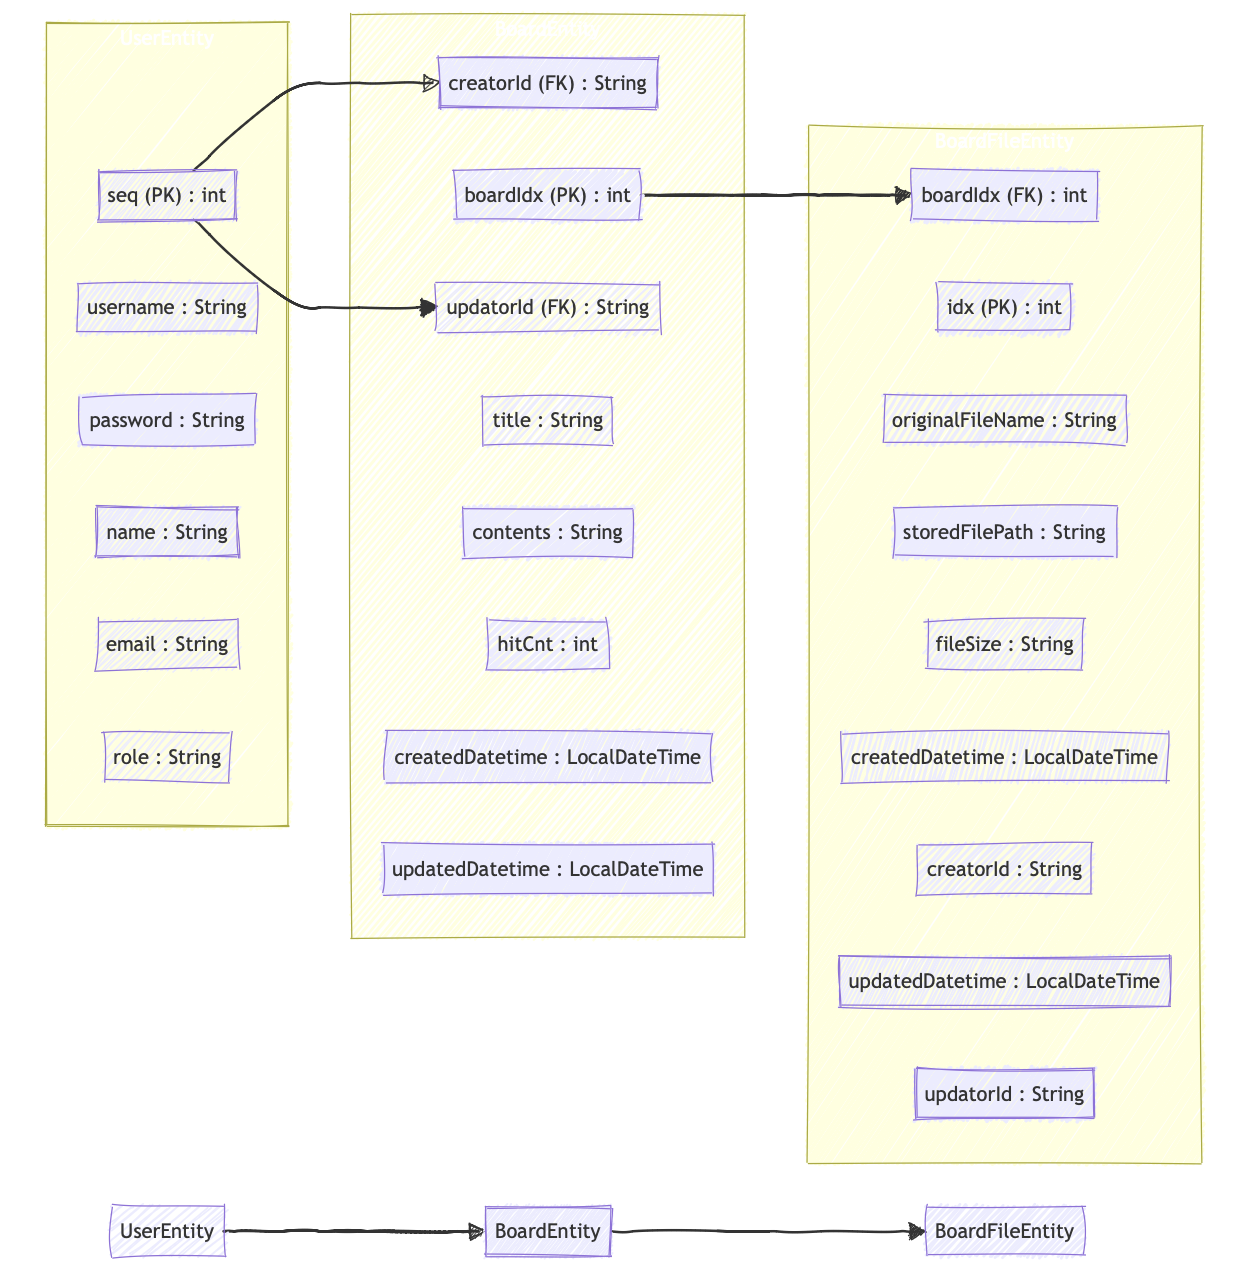 UserEntity
seq (PK) : int
username : String
password : String
name : String
email : String
role : String
BoardEntity
creatorId (FK) : String
boardIdx (PK) : int
updatorId (FK) : String
title : String
contents : String
hitCnt : int
createdDatetime : LocalDateTime
updatedDatetime : LocalDateTime
BoardFileEntity
boardIdx (FK) : int
idx (PK) : int
originalFileName : String
storedFilePath : String
fileSize : String
createdDatetime : LocalDateTime
creatorId : String
updatedDatetime : LocalDateTime
updatorId : String
UserEntity
BoardEntity
BoardFileEntity